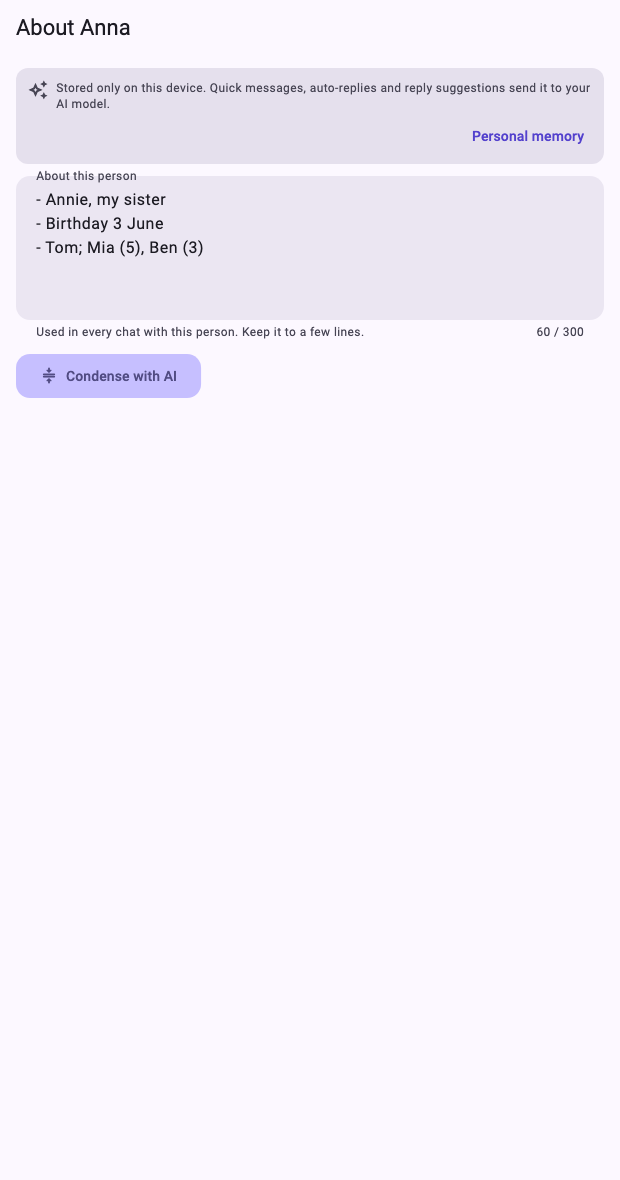 About Anna
Stored only on this device. Quick messages, auto-replies and reply suggestions send it to your
AI model.
Personal memory
About this person
- Annie, my sister
- Birthday 3 June
- Tom; Mia (5), Ben (3)
Used in every chat with this person. Keep it to a few lines.
60 / 300
Condense with AI